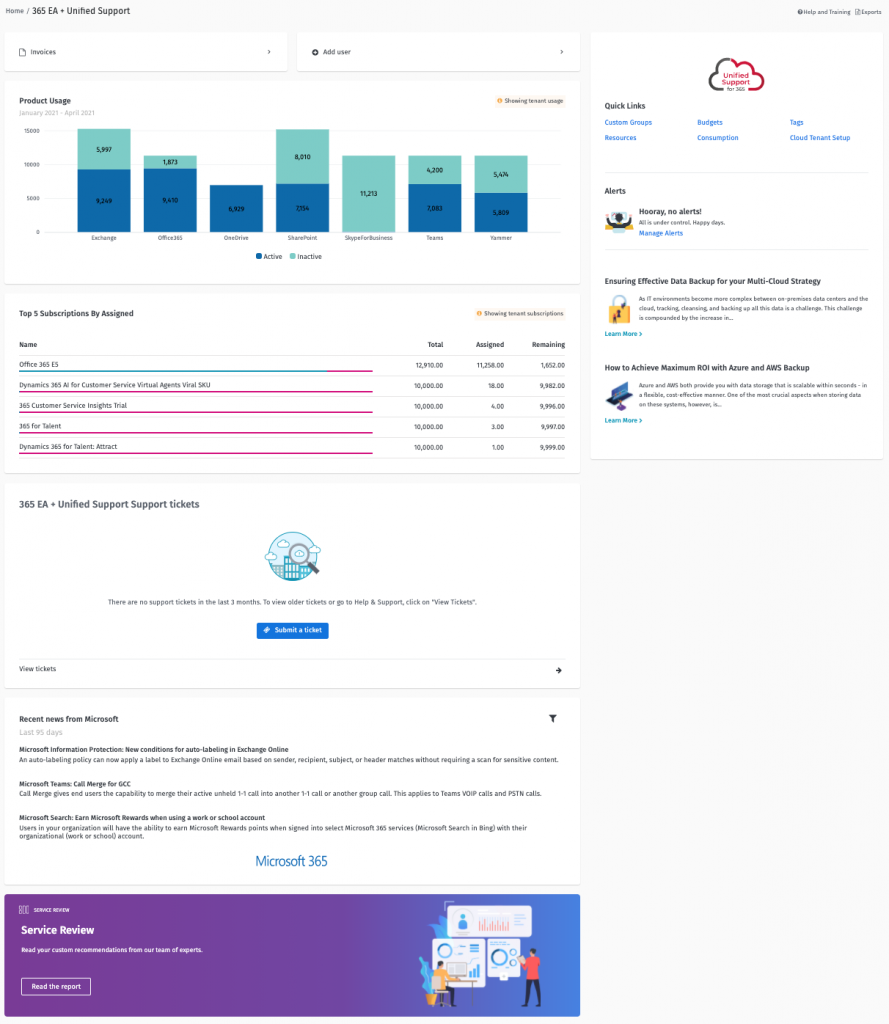 Home / 365 EA + Unified Support
Help and Training Exports
Invoices
Add user
Product Usage
Showing tenant usage
January 2021 - April 2021
15000
10000
5000
0
5,997
9,249
1,873
9,410
6,929
8,010
7,154
11,213
4,200
7,083
5,474
5,809
Exchange
Office365
OneDrive
SharePoint
SkypeForBusiness
Teams
Yammer
Active Inactive
Top 5 Subscriptions By Assigned
Showing tenant subscriptions
Name Total Assigned Remaining
Office 365 E5 12,910.00 11,258.00 1,652.00
Dynamics 365 AI for Customer Service Virtual Agents Viral SKU 10,000.00 18.00 9,982.00
365 Customer Service Insights Trial 10,000.00 4.00 9,996.00
365 for Talent 10,000.00 3.00 9,997.00
Dynamics 365 for Talent: Attract 10,000.00 1.00 9,999.00
365 EA + Unified Support Support tickets
There are no support tickets in the last 3 months. To view older tickets or go to Help & Support, click on "View Tickets".
Submit a ticket
View tickets
Recent news from Microsoft
Last 95 days
Microsoft Information Protection: New conditions for auto-labeling in Exchange Online
An auto-labeling policy can now apply a label to Exchange Online email based on sender, recipient, subject, or header matches without requiring a scan for sensitive content.
Microsoft Teams: Call Merge for GCC
Call Merge gives end users the capability to merge their active unheld 1-1 call into another 1-1 call or another group call. This applies to Teams VOIP calls and PSTN calls.
Microsoft Search: Earn Microsoft Rewards when using a work or school account
Users in your organization will have the ability to earn Microsoft Rewards points when signed into select Microsoft 365 services (Microsoft Search in Bing) with their
organizational (work or school) account.
Microsoft 365
SERVICE REVIEW
Service Review
Read your custom recommendations from our team of experts.
Read the report
Unified
Support
for 365
Quick Links
Custom Groups Budgets Tags
Resources Consumption Cloud Tenant Setup
Alerts
Hooray, no alerts!
All is under control. Happy days.
Manage Alerts
Ensuring Effective Data Backup for your Multi-Cloud Strategy
As IT environments become more complex between on-premises data centers and the
cloud, tracking, cleansing, and backing up all this data is a challenge. This challenge
is compounded by the increase in...
Learn More
How to Achieve Maximum ROI with Azure and AWS Backup
Azure and AWS both provide you with data storage that is scalable within seconds - in
a flexible, cost-effective manner. One of the most crucial aspects when storing data
on these systems, however, is...
Learn More